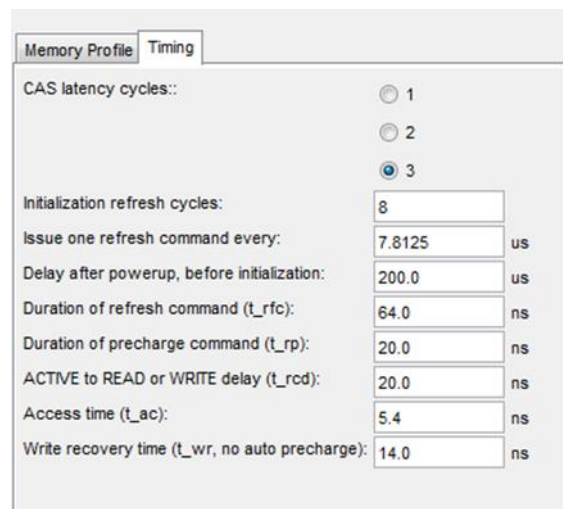 Memory Profile Timing
CAS latency cycles:: 1
2
3
Initialization refresh cycles: 8
Issue one refresh command every: 7.8125 us
Delay after powerup, before initialization: 200.0 us
Duration of refresh command (t_rfc): 64.0 ns
Duration of precharge command (t_rp): 20.0 ns
ACTIVE to READ or WRITE delay (t_rcd): 20.0 ns
Access time (t_ac): 5.4 ns
Write recovery time (t_wr, no auto precharge): 14.0 ns